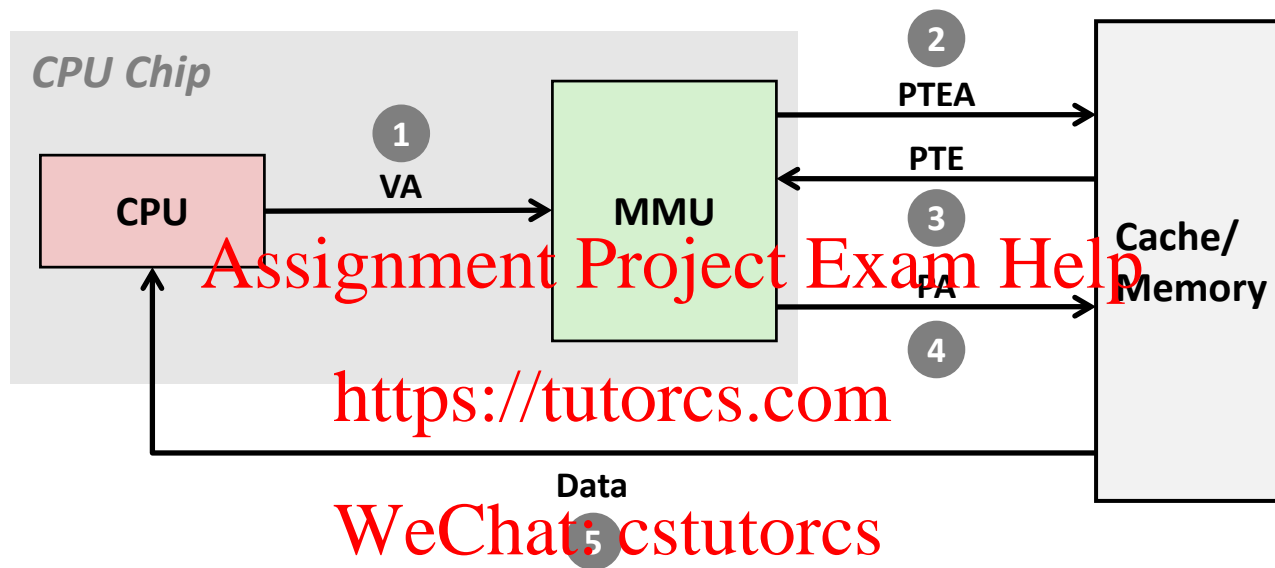 2
CPU Chip
PTEA
1
PTE
VA
CPU
MMU
3
Cache/
Memory
Assignment Project Exam Help
PA
4
https://tutorcs.com
Data
WeChat: cstutorcs
5